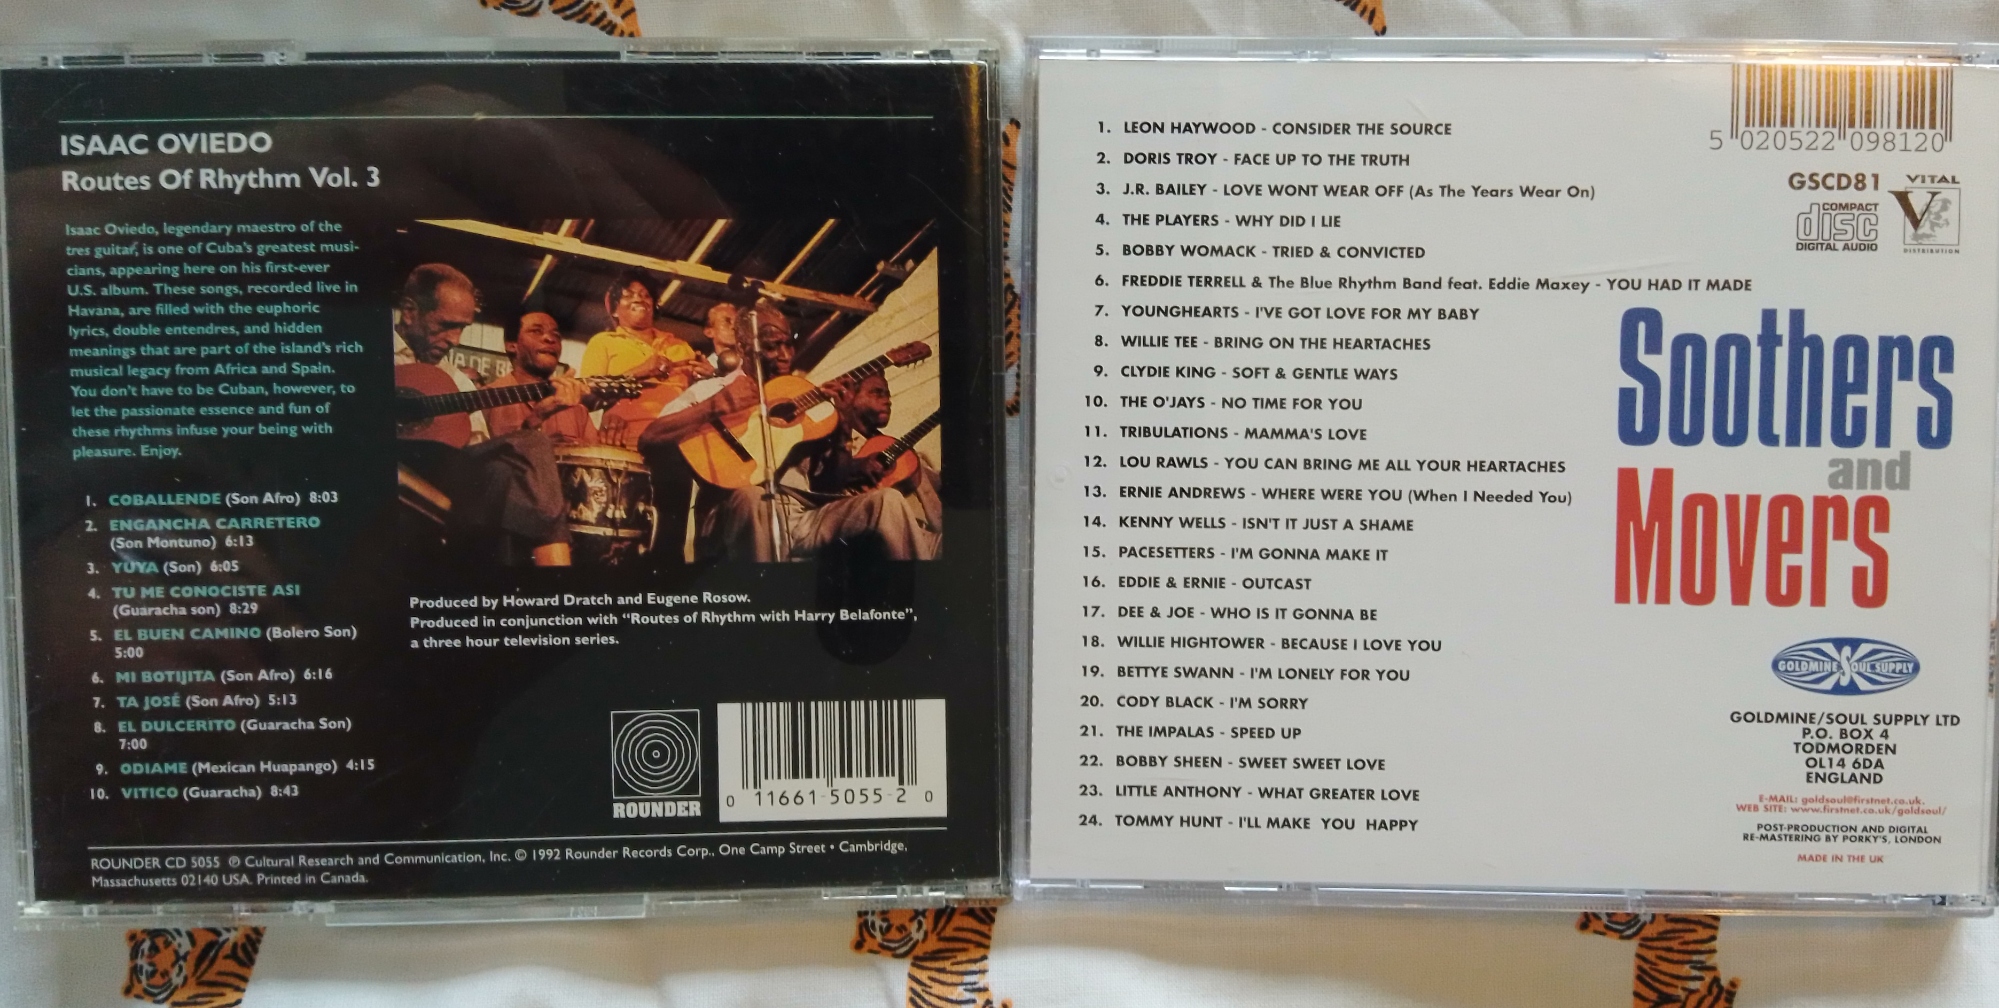 ISAAC OVIEDO
Routes Of Rhythm Vol. 3
Isaac Oviedo, legendary maestro of the
tres guitar, is one of Cuba's greatest musi-
cians, appearing here on his first-ever
U.S. album. These songs, recorded live in
Havana, are filled with the euphoric
lyrics, double entendres, and hidden
meanings that are part of the island's rich
musical legacy from Africa and Spain.
You don't have to be Cuban, however, to
let the passionate essence and fun of
these rhythms infuse your being with
pleasure. Enjoy.
1. COBALLENDE (Son Afro) 8:03
2. ENGANCHA CARRETERO
(Son Montuno) 6:13
3. YUYA (Son) 6:05
4. TU ME CONOCISTE ASI
(Guaracha son) 8:29
5. EL BUEN CAMINO (Bolero Son)
5:00
6. MI BOTIJITA (Son Afro) 6:16
7. TA JOSÉ (Son Afro) 5:13
8. EL DULCERITO (Guaracha Son)
7:00
9. ODIAME (Mexican Huapango) 4:15
10. VITICO (Guaracha) 8:43
Produced by Howard Dratch and Eugene Rosow.
Produced in conjunction with "Routes of Rhythm with Harry Belafonte",
a three hour television series.
ROUNDER
0 11661-5055-2 0
ROUNDER CD 5055 ℗ Cultural Research and Communication, Inc. © 1992 Rounder Records Corp., One Camp Street • Cambridge,
Massachusetts 02140 USA. Printed in Canada.
1. LEON HAYWOOD - CONSIDER THE SOURCE
2. DORIS TROY - FACE UP TO THE TRUTH
3. J.R. BAILEY - LOVE WONT WEAR OFF (As The Years Wear On)
4. THE PLAYERS - WHY DID I LIE
5. BOBBY WOMACK - TRIED & CONVICTED
6. FREDDIE TERRELL & The Blue Rhythm Band feat. Eddie Maxey - YOU HAD IT MADE
7. YOUNGHEARTS - I'VE GOT LOVE FOR MY BABY
8. WILLIE TEE - BRING ON THE HEARTACHES
9. CLYDIE KING - SOFT & GENTLE WAYS
10. THE O'JAYS - NO TIME FOR YOU
11. TRIBULATIONS - MAMMA'S LOVE
12. LOU RAWLS - YOU CAN BRING ME ALL YOUR HEARTACHES
13. ERNIE ANDREWS - WHERE WERE YOU (When I Needed You)
14. KENNY WELLS - ISN'T IT JUST A SHAME
15. PACESETTERS - I'M GONNA MAKE IT
16. EDDIE & ERNIE - OUTCAST
17. DEE & JOE - WHO IS IT GONNA BE
18. WILLIE HIGHTOWER - BECAUSE I LOVE YOU
19. BETTYE SWANN - I'M LONELY FOR YOU
20. CODY BLACK - I'M SORRY
21. THE IMPALAS - SPEED UP
22. BOBBY SHEEN - SWEET SWEET LOVE
23. LITTLE ANTHONY - WHAT GREATER LOVE
24. TOMMY HUNT - I'LL MAKE YOU HAPPY
5 020522 098120
GSCD81
COMPACT
disc
DIGITAL AUDIO
VITAL
V
DISTRIBUTION
Soothers
and
Movers
GOLDMINE SOUL SUPPLY
GOLDMINE/SOUL SUPPLY LTD
P.O. BOX 4
TODMORDEN
OL14 6DA
ENGLAND
E-MAIL: goldsoul@firstnet.co.uk.
WEB SITE: www.firstnet.co.uk/goldsoul/
POST-PRODUCTION AND DIGITAL
RE-MASTERING BY PORKY'S, LONDON
MADE IN THE UK